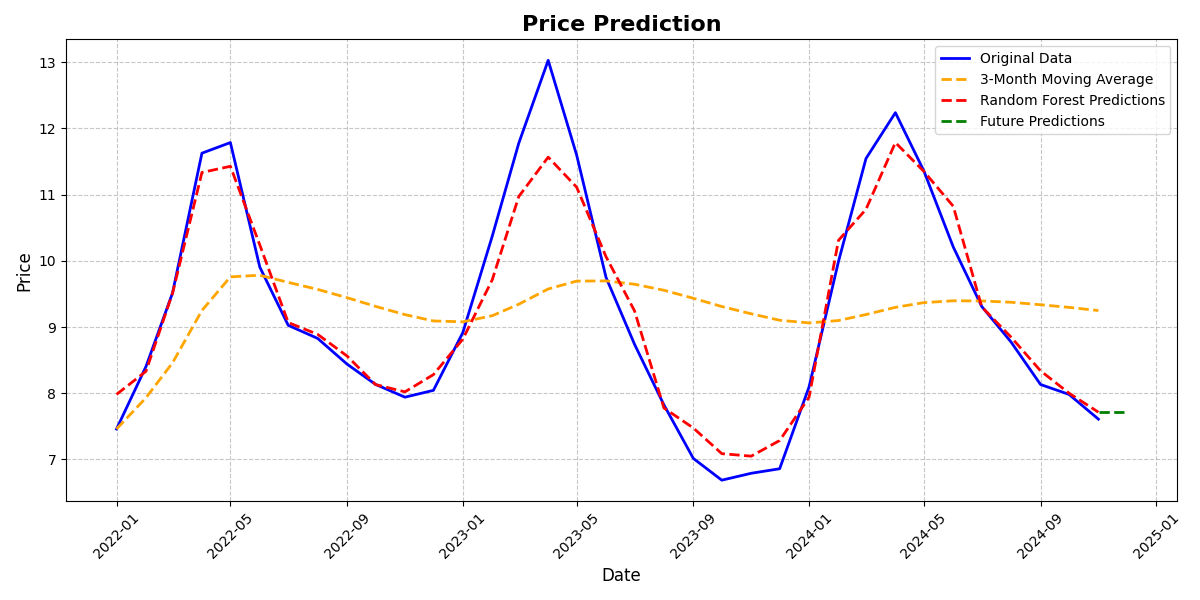 Price Prediction
Original Data
3-Month Moving Average
Random Forest Predictions
Future Predictions
Price
13
12
11
10
9
8
7
2022-01
2022-05
2022-09
2023-01
2023-05
2023-09
2024-01
2024-05
2024-09
2025-01
Date